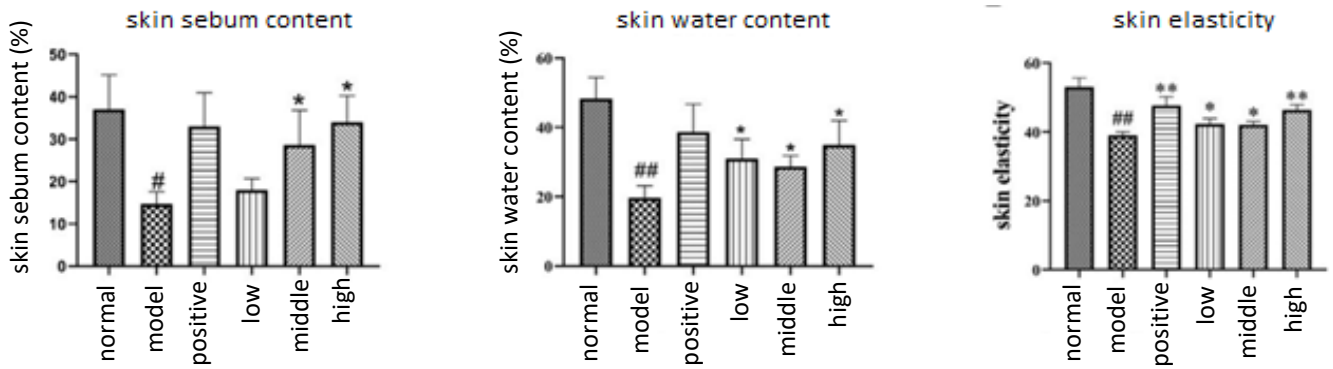 skin sebum content
skin sebum content (%)
50
40
30
20
10
0
#
*
*
normal
model
positive
low
middle
high
skin water content
skin water content (%)
60
40
20
0
##
*
*
*
normal
model
positive
low
middle
high
skin elasticity
skin elasticity
60
40
20
0
##
**
*
*
**
normal
model
positive
low
middle
high